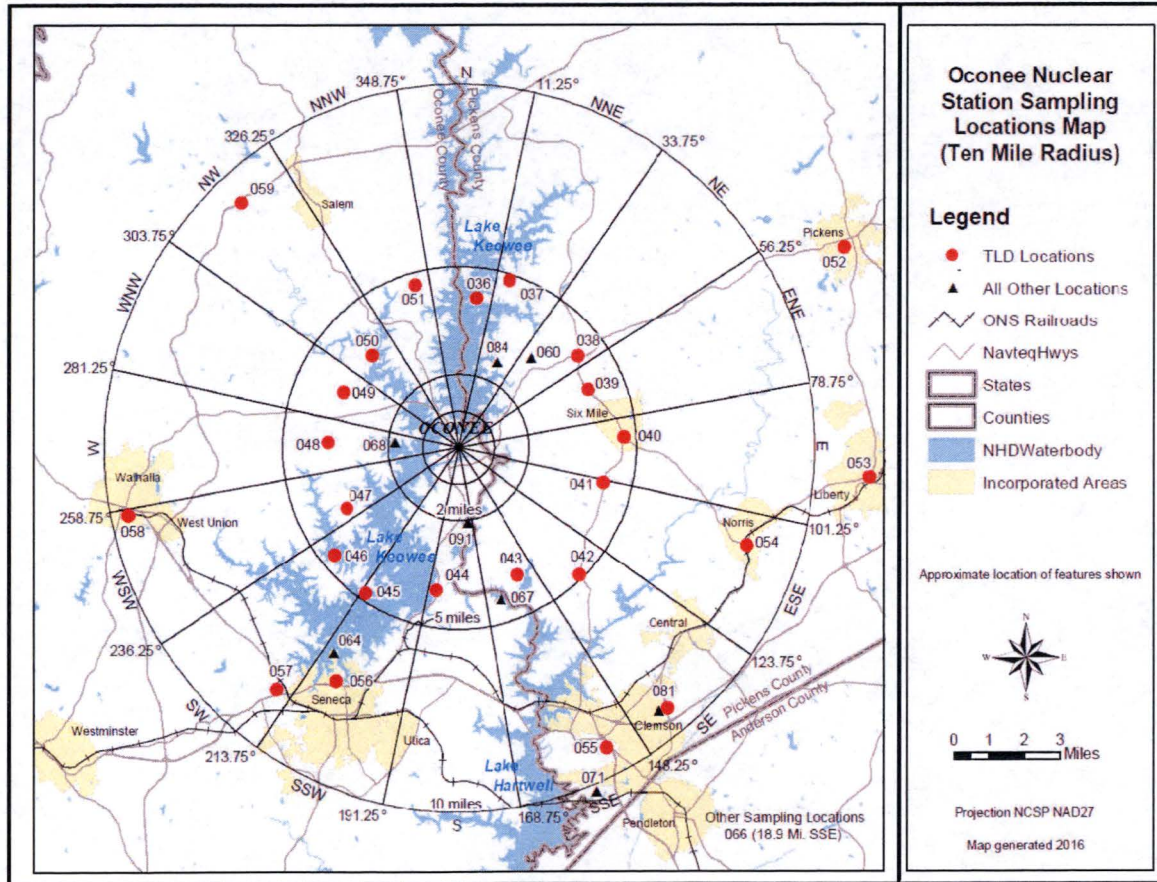 348.75°
N
11.25°
NNW
NNE
326.25°
33.75°
NW
NE
Oconee County
Pickens County
059
Salem
303.75°
56.25°
Pickens
052
Lake
Keowee
WNW
ENE
036
037
051
050
084
060
038
281.25°
78.75°
049
039
Six Mile
OCONEE
048
068
040
W
E
Walhalla
041
053
Liberty
047
258.75°
058
West Union
2 miles
091
101.25°
Norris
054
Lake
Keowee
046
043
042
044
045
067
WSW
ESE
5 miles
Central
064
236.25°
123.75°
057
056
Seneca
081
Clemson
SE
Pickens County
Anderson County
SW
Westminster
213.75°
Utica
055
148.25°
Lake
Hartwell
071
SSW
SSE
10 miles
191.25°
S
168.75°
Pendleton
Other Sampling Locations
066 (18.9 Mi. SSE)
Oconee Nuclear
Station Sampling
Locations Map
(Ten Mile Radius)
Legend
TLD Locations
All Other Locations
ONS Railroads
NavteqHwys
States
Counties
NHDWaterbody
Incorporated Areas
Approximate location of features shown
N
W
E
S
0 1 2 3
Miles
Projection NCSP NAD27
Map generated 2016